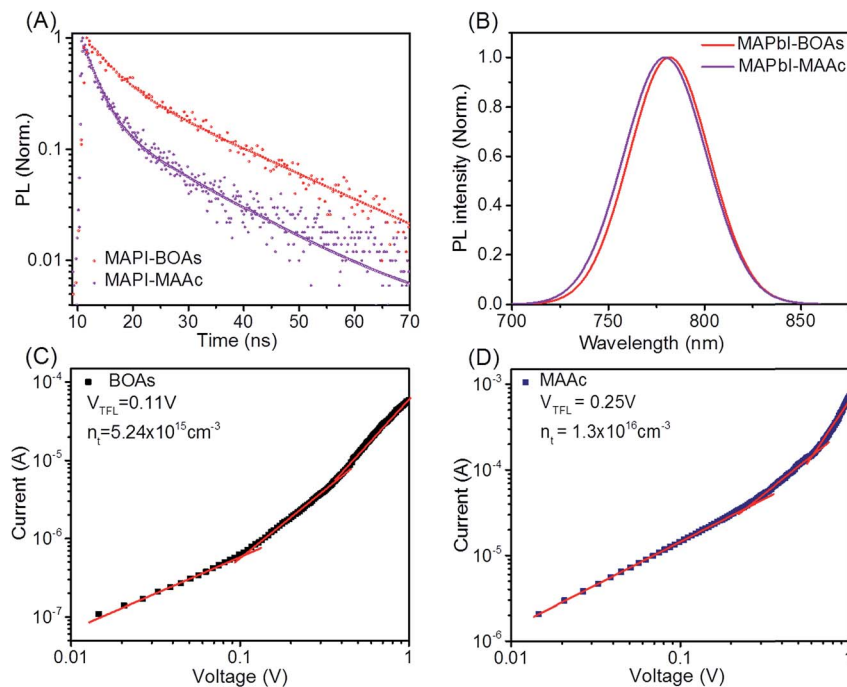 (A)
1
0.1
0.01
PL (Norm.)
MAPI-BOAs
MAPI-MAAc
10 20 30 40 50 60 70
Time (ns)
(B)
MAPbI-BOAs
MAPbI-MAAc
1.0
0.8
0.6
0.4
0.2
0.0
PL intensity (Norm.)
700 750 800 850
Wavelength (nm)
(C)
BOAs
V_TFL=0.11V
n_t=5.24x10^15cm^-3
10^-4
10^-5
10^-6
10^-7
Current (A)
0.01 0.1 1
Voltage (V)
(D)
MAAc
V_TFL = 0.25V
n_t = 1.3x10^16cm^-3
10^-3
10^-4
10^-5
10^-6
Current (A)
0.01 0.1 1
Voltage (V)